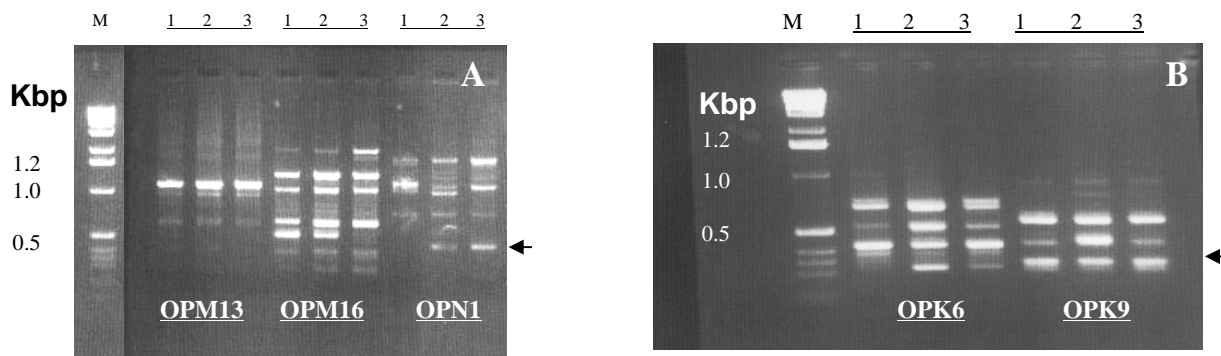 M 1 2 3 1 2 3 1 2 3
A
Kbp
1.2
1.0
0.5
OPM13 OPM16 OPN1
M 1 2 3 1 2 3
B
Kbp
1.2
1.0
0.5
OPK6 OPK9